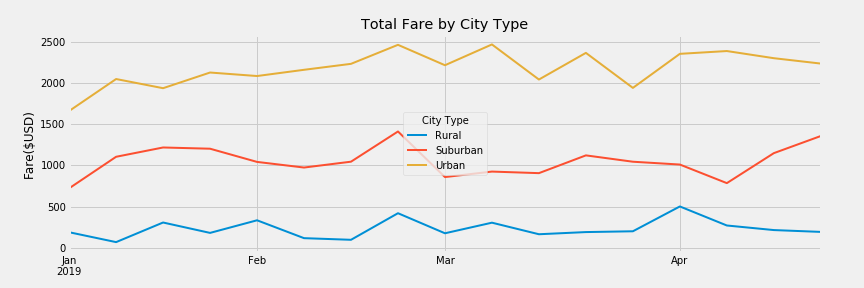 Total Fare by City Type
Fare($USD)
2500
2000
1500
1000
500
0
City Type
Rural
Suburban
Urban
Jan
2019
Feb
Mar
Apr